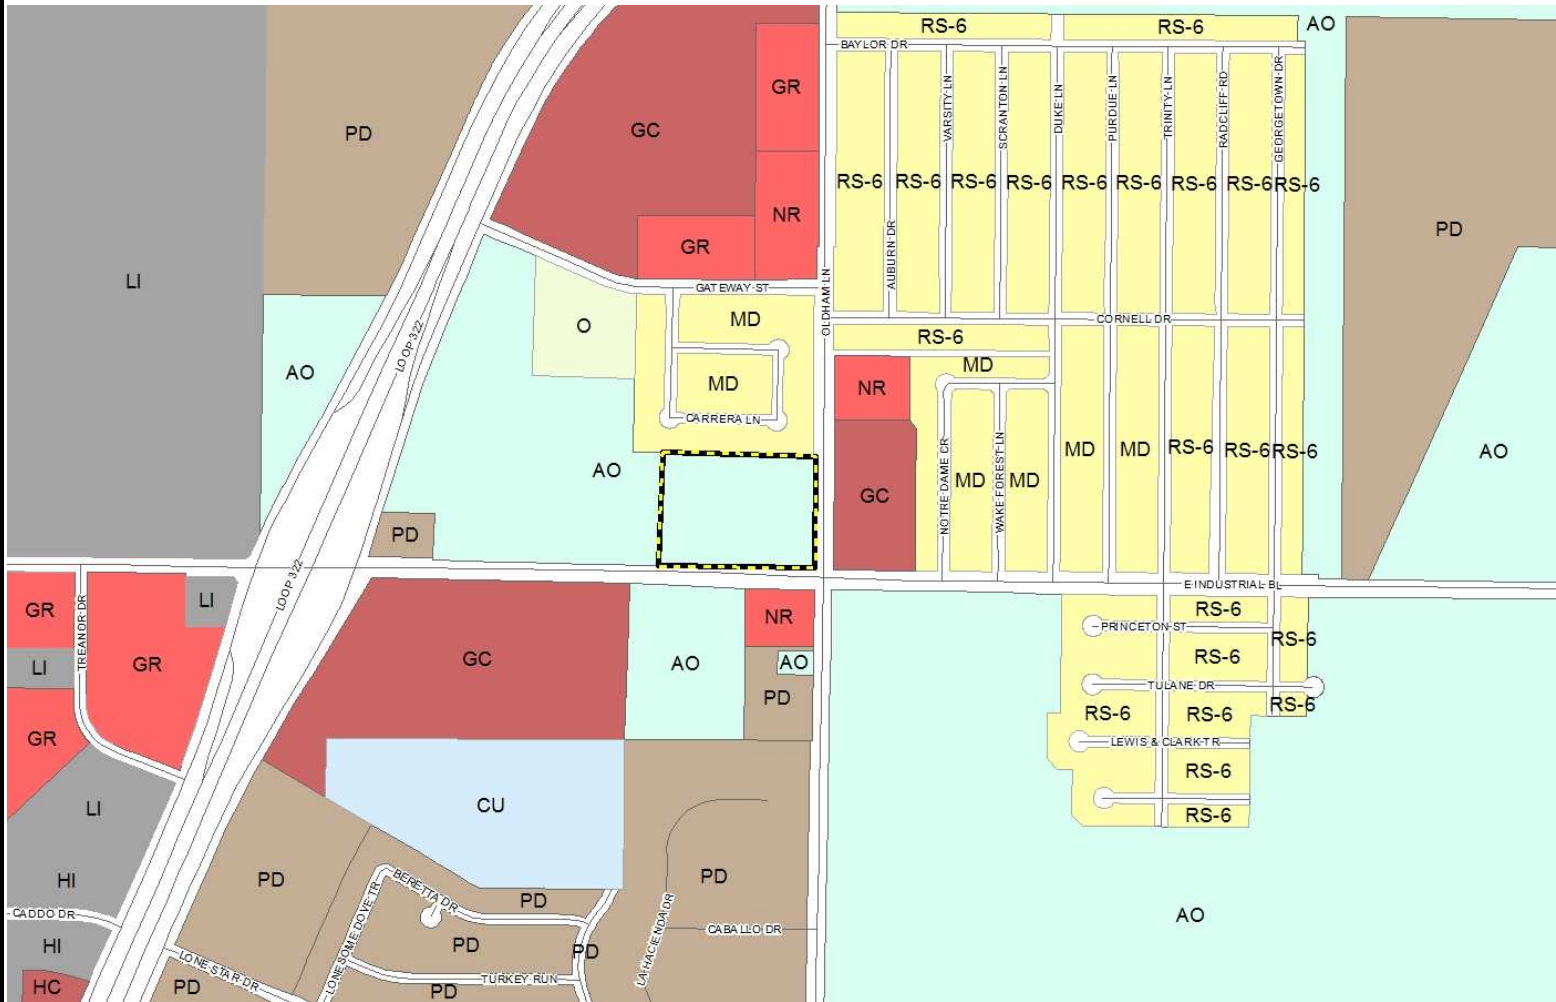 RS-6
RS-6
AO
BAYLOR DR
GR
PD
GC
VARSITY LN
SCRANTON LN
DUKE LN
PURDUE LN
TRINITY LN
RADCLIFF RD
GEORGETOWN DR
RS-6
RS-6
RS-6
RS-6
RS-6
RS-6
RS-6
RS-6
RS-6
NR
PD
GR
AUBURN DR
LI
GATEWAY ST
OLDHAM LN
MD
CORNELL DR
O
LOOP 322
RS-6
MD
AO
MD
NR
CARRERA LN
NOTRE DAME CR
WAKE FOREST LN
MD
MD
RS-6
RS-6
RS-6
AO
AO
MD
MD
GC
PD
LOOP 322
E INDUSTRIAL BL
GR
LI
TREANOR DR
NR
RS-6
PRINCETON ST
RS-6
LI
GR
GC
AO
AO
RS-6
PD
TULANE DR
RS-6
RS-6
RS-6
GR
LEWIS & CLARK TR
RS-6
LI
CU
RS-6
HI
PD
BERETTA DR
PD
PD
CADDO DR
LONESOME DOVE TR
LA HACIENDA DR
CABALLO DR
AO
HI
PD
PD
LONE STAR DR
TURKEY RUN
HC
PD
PD